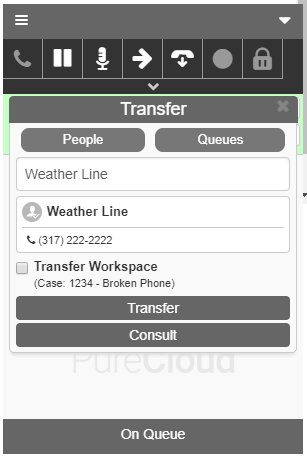 Transfer
People Queues
Weather Line
Weather Line
(317) 222-2222
Transfer Workspace
(Case: 1234 - Broken Phone)
Transfer
Consult
PureCloud
On Queue